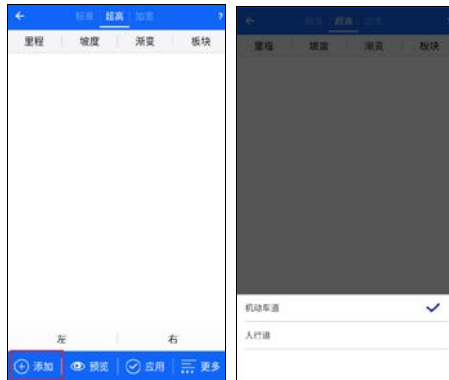 标准 超高 加宽 ?
里程 坡度 渐变 板块
左 右
添加 预览 应用 更多
标准 超高 加宽
里程 坡度 渐变 板块
机动车道
人行道